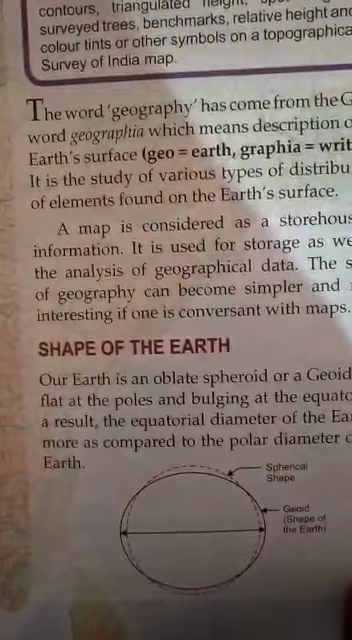 contours, triangulated height,
surveyed trees, benchmarks, relative height and
colour tints or other symbols on a topographica
Survey of India map.
The word 'geography' has come from the G
word geographia which means description o
Earth's surface (geo = earth, graphia = writ
It is the study of various types of distribu
of elements found on the Earth's surface.
A map is considered as a storehous
information. It is used for storage as we
the analysis of geographical data. The s
of geography can become simpler and
interesting if one is conversant with maps.
SHAPE OF THE EARTH
Our Earth is an oblate spheroid or a Geoid
flat at the poles and bulging at the equato
a result, the equatorial diameter of the Ear
more as compared to the polar diameter o
Earth.
Spherical
Shape
Geoid
(Shape of
the Earth)